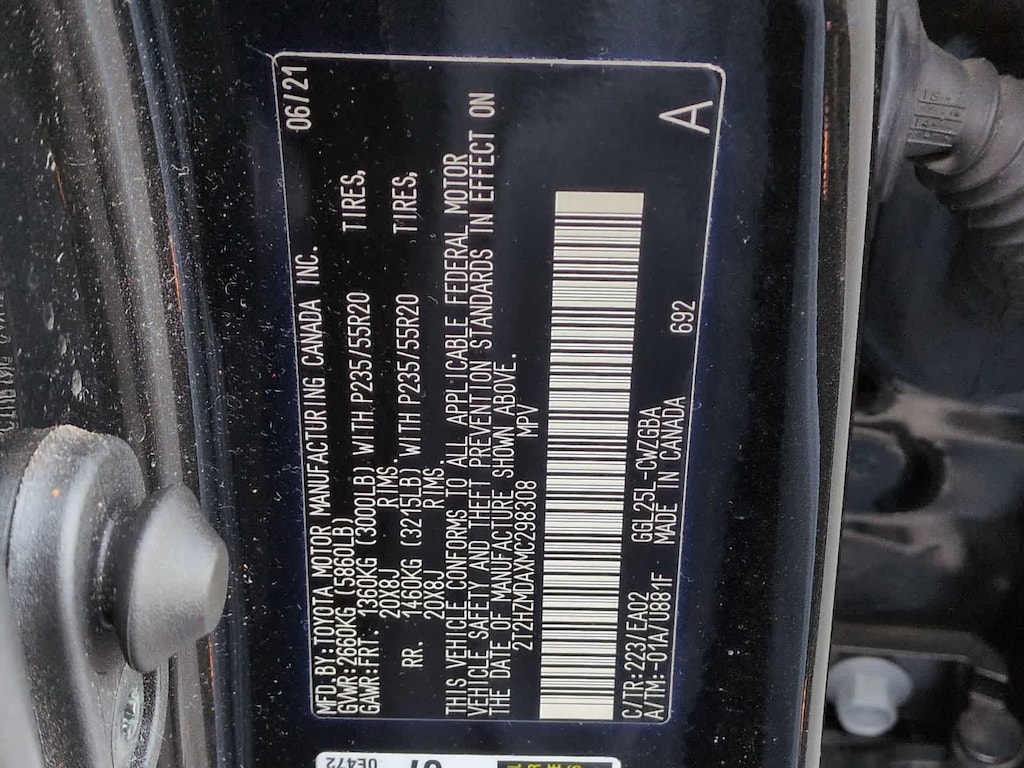 MFD. BY: TOYOTA MOTOR MANUFACTURING CANADA INC. 06/21
GVWR: 2660KG (5860LB)
GAWR: FRT. 1360KG (3000LB) WITH P235/55R20 TIRES,
20X8J RIMS.
RR. 1460KG (3215LB) WITH P235/55R20 TIRES,
20X8J RIMS.
THIS VEHICLE CONFORMS TO ALL APPLICABLE FEDERAL MOTOR
VEHICLE SAFETY AND THEFT PREVENTION STANDARDS IN EFFECT ON
THE DATE OF MANUFACTURE SHOWN ABOVE.
2T2HZMDAXMC298308 MPV
C/TR: 223/EA02 GGL25L-CWZGBA
A/TM: -01A/U881F MADE IN CANADA 692 A
0E472